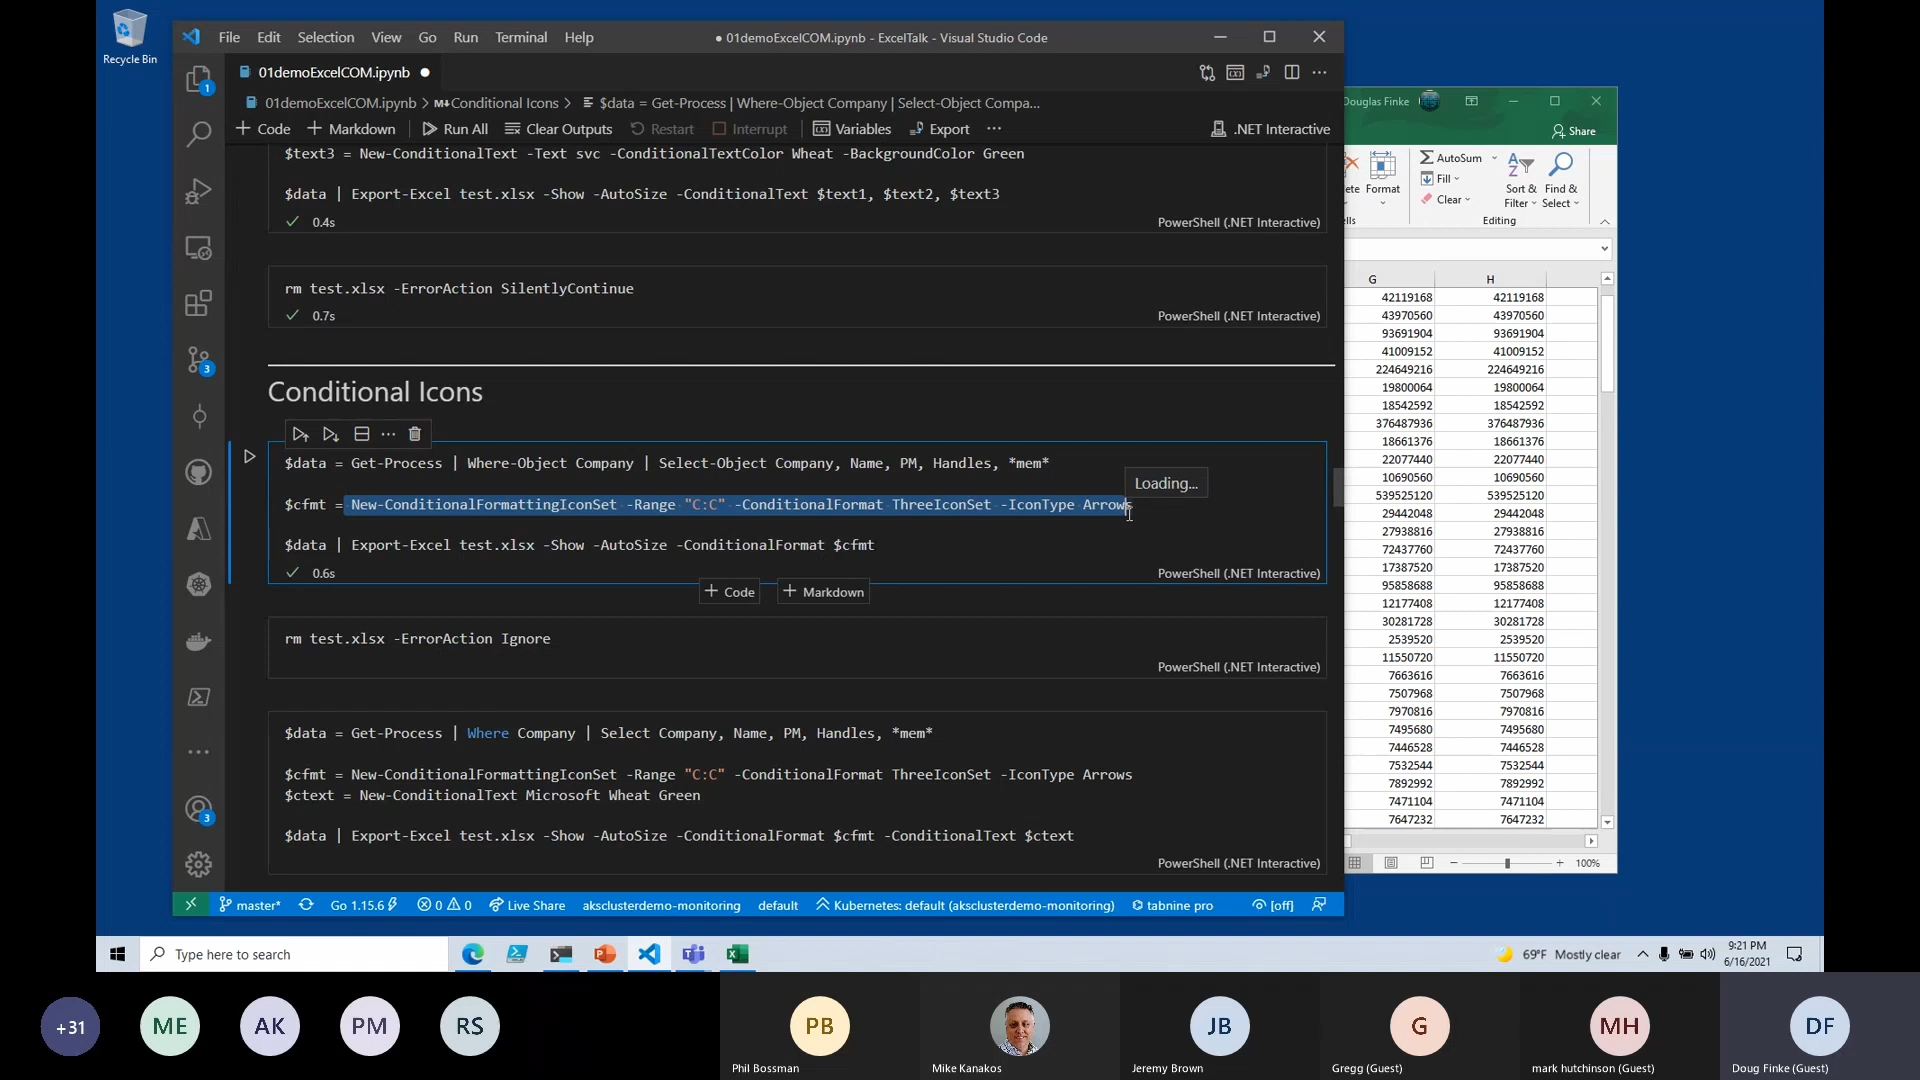 Recycle Bin
File Edit Selection View Go Run Terminal Help
● 01demoExcelCOM.ipynb - ExcelTalk - Visual Studio Code
01demoExcelCOM.ipynb ●
01demoExcelCOM.ipynb > Conditional Icons > $data = Get-Process | Where-Object Company | Select-Object Compa...
+ Code + Markdown Run All Clear Outputs Restart Interrupt Variables Export ... .NET Interactive
$text3 = New-ConditionalText -Text svc -ConditionalTextColor Wheat -BackgroundColor Green
$data | Export-Excel test.xlsx -Show -AutoSize -ConditionalText $text1, $text2, $text3
0.4s
PowerShell (.NET Interactive)
rm test.xlsx -ErrorAction SilentlyContinue
0.7s
PowerShell (.NET Interactive)
Conditional Icons
$data = Get-Process | Where-Object Company | Select-Object Company, Name, PM, Handles, *mem*
Loading...
$cfmt = New-ConditionalFormattingIconSet -Range "C:C" -ConditionalFormat ThreeIconSet -IconType Arrows
$data | Export-Excel test.xlsx -Show -AutoSize -ConditionalFormat $cfmt
0.6s
PowerShell (.NET Interactive)
+ Code + Markdown
rm test.xlsx -ErrorAction Ignore
PowerShell (.NET Interactive)
$data = Get-Process | Where Company | Select Company, Name, PM, Handles, *mem*
$cfmt = New-ConditionalFormattingIconSet -Range "C:C" -ConditionalFormat ThreeIconSet -IconType Arrows
$ctext = New-ConditionalText Microsoft Wheat Green
$data | Export-Excel test.xlsx -Show -AutoSize -ConditionalFormat $cfmt -ConditionalText $ctext
PowerShell (.NET Interactive)
1
3
3
master* Go 1.15.6 0 0 Live Share aksclusterdemo-monitoring default Kubernetes: default (aksclusterdemo-monitoring) tabnine pro [off]
Douglas Finke
Share
AutoSum
Fill
Clear
Format
Sort & Filter
Find & Select
Editing
G H
42119168 42119168
43970560 43970560
93691904 93691904
41009152 41009152
224649216 224649216
19800064 19800064
18542592 18542592
376487936 376487936
18661376 18661376
22077440 22077440
10690560 10690560
539525120 539525120
29442048 29442048
27938816 27938816
72437760 72437760
17387520 17387520
95858688 95858688
12177408 12177408
30281728 30281728
2539520 2539520
11550720 11550720
7663616 7663616
7507968 7507968
7970816 7970816
7495680 7495680
7446528 7446528
7532544 7532544
7892992 7892992
7471104 7471104
7647232 7647232
100%
Type here to search
69°F Mostly clear
9:21 PM
6/16/2021
+31 ME AK PM RS PB JB G MH DF
Phil Bossman Mike Kanakos Jeremy Brown Gregg (Guest) mark hutchinson (Guest) Doug Finke (Guest)